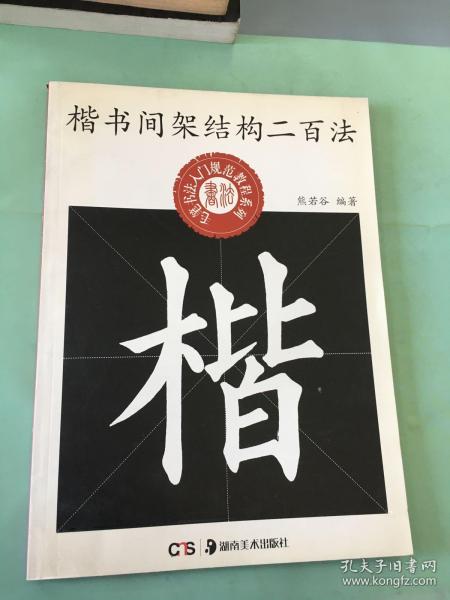 楷书间架结构二百法
毛笔书法入门规范教程系列
書法
熊若谷 编著
楷
CNS 湖南美术出版社
孔夫子旧书网
www.kongfz.com